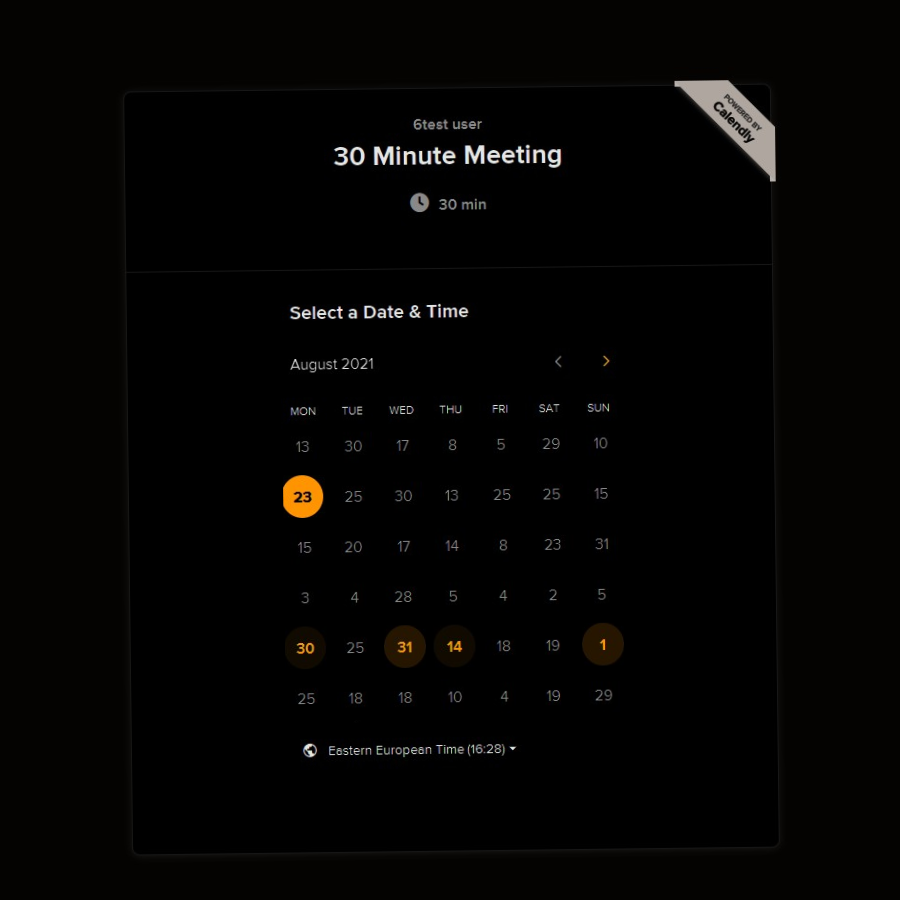 POWERED BY
Calendly
6test user
30 Minute Meeting
30 min
Select a Date & Time
August 2021
MON TUE WED THU FRI SAT SUN
13 30 17 8 5 29 10
23 25 30 13 25 25 15
15 20 17 14 8 23 31
3 4 28 5 4 2 5
30 25 31 14 18 19 1
25 18 18 10 4 19 29
Eastern European Time (16:28)